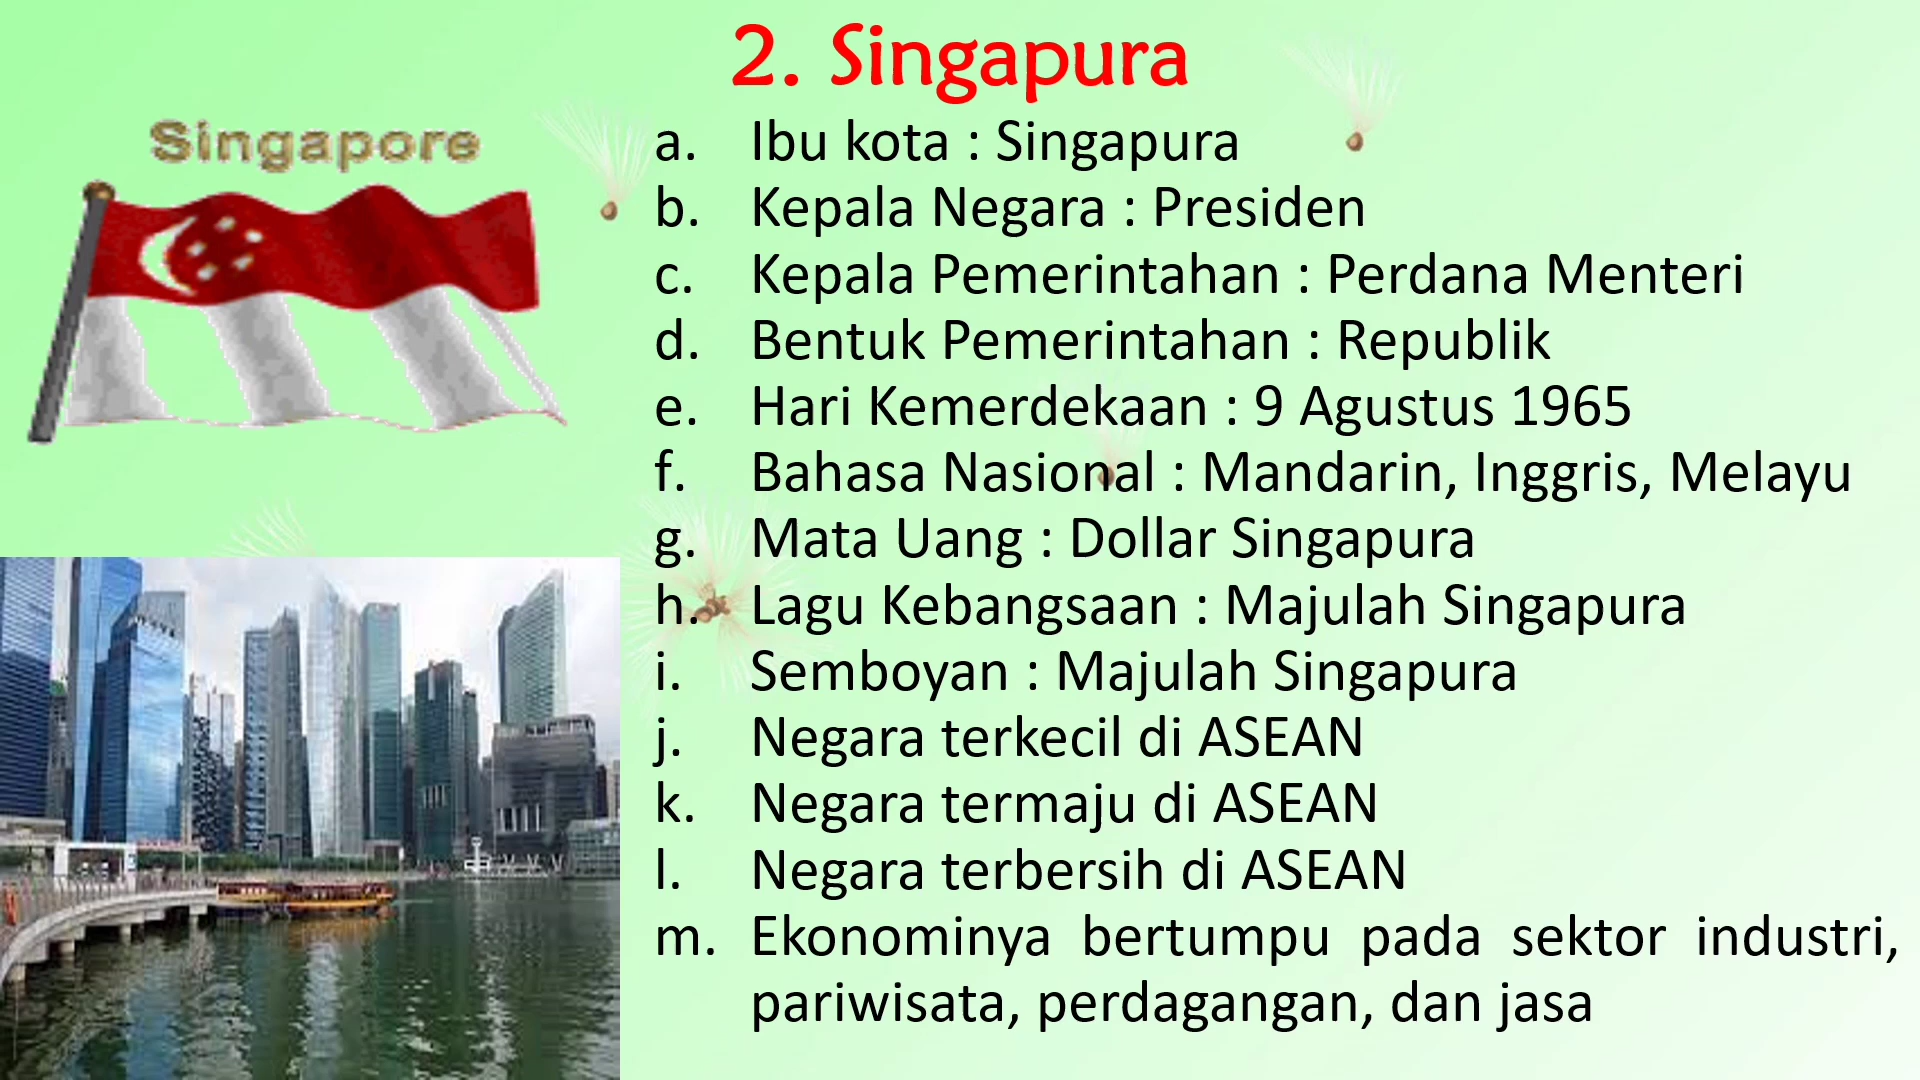 2. Singapura
Singapore
a. Ibu kota : Singapura
b. Kepala Negara : Presiden
c. Kepala Pemerintahan : Perdana Menteri
d. Bentuk Pemerintahan : Republik
e. Hari Kemerdekaan : 9 Agustus 1965
f. Bahasa Nasional : Mandarin, Inggris, Melayu
g. Mata Uang : Dollar Singapura
h. Lagu Kebangsaan : Majulah Singapura
i. Semboyan : Majulah Singapura
j. Negara terkecil di ASEAN
k. Negara termaju di ASEAN
l. Negara terbersih di ASEAN
m. Ekonominya bertumpu pada sektor industri,
pariwisata, perdagangan, dan jasa